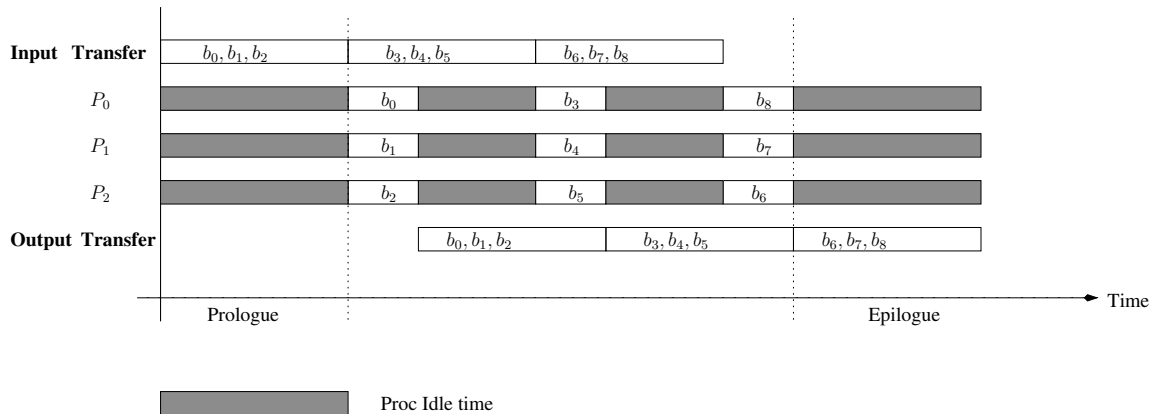 Input Transfer b₀, b₁, b₂ b₃, b₄, b₅ b₆, b₇, b₈
P₀ b₀ b₃ b₈
P₁ b₁ b₄ b₇
P₂ b₂ b₅ b₆
Output Transfer b₀, b₁, b₂ b₃, b₄, b₅ b₆, b₇, b₈
Time
Prologue Epilogue
Proc Idle time